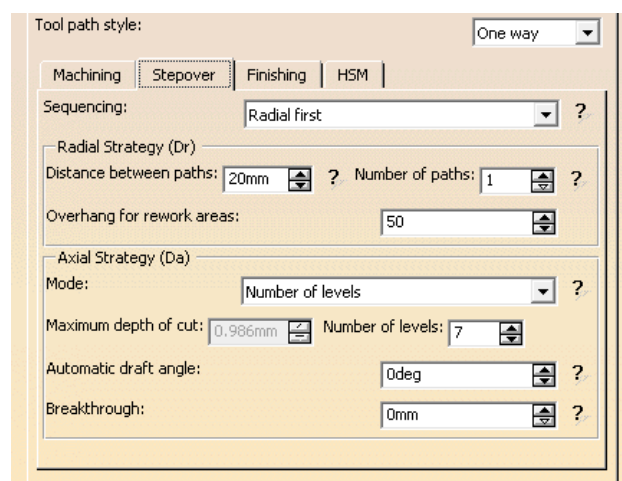 Tool path style: One way
Machining Stepover Finishing HSM
Sequencing: Radial first ?
Radial Strategy (Dr)
Distance between paths: 20mm ? Number of paths: 1 ?
Overhang for rework areas: 50
Axial Strategy (Da)
Mode: Number of levels ?
Maximum depth of cut: 0.986mm Number of levels: 7
Automatic draft angle: 0deg ?
Breakthrough: 0mm ?